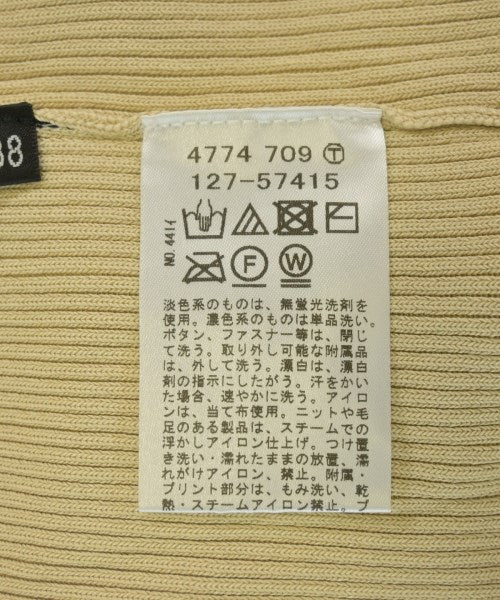 38
4774 709 Ⓣ
127-57415
NO.4414
Ⓕ Ⓦ
淡色系のものは、無蛍光洗剤を
使用。濃色系のものは単品洗い。
ボタン、ファスナー等は、閉じ
て洗う。取り外し可能な附属品
は、外して洗う。漂白は、漂白
剤の指示にしたがう。汗をかい
た場合、速やかに洗う。アイロ
ンは、当て布使用。ニットや毛
足のある製品は、スチームでの
浮かしアイロン仕上げ。つけ置
き洗い・濡れたままの放置、濡
れがけアイロン、禁止。附属・
プリント部分は、もみ洗い、乾
熱・スチームアイロン禁止。プ